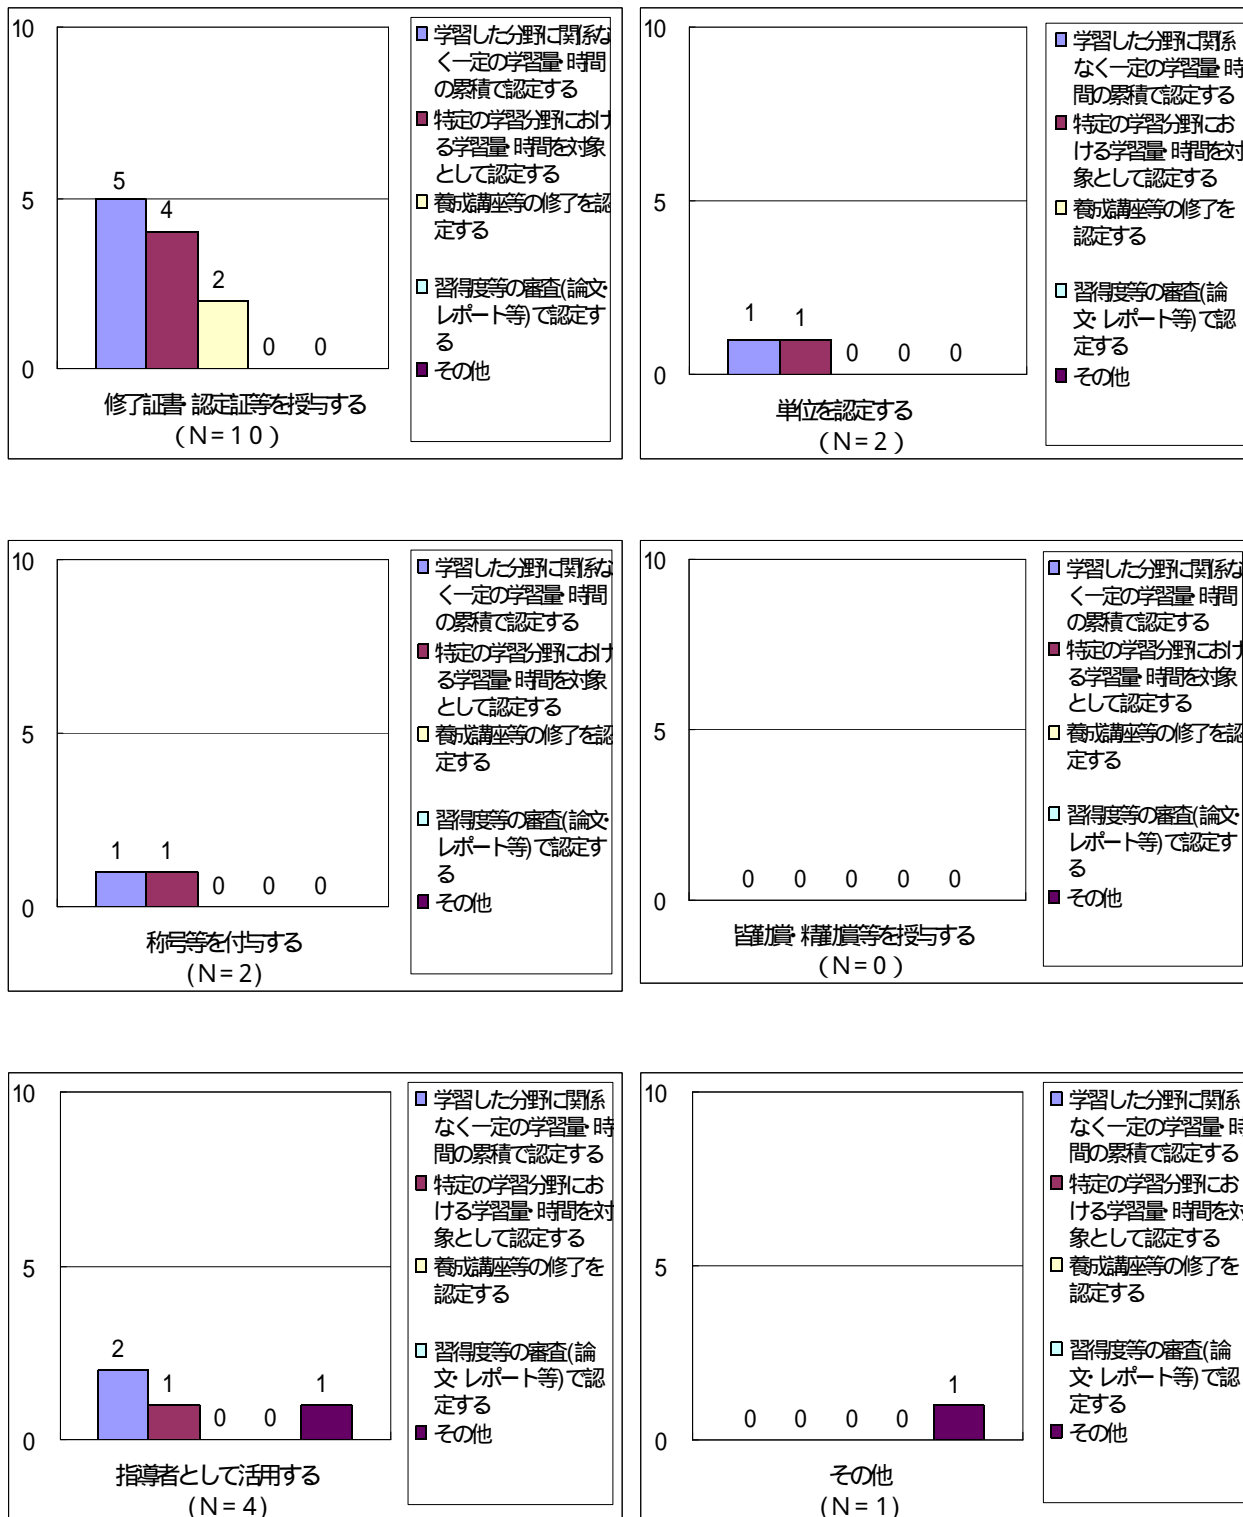 10
5
0
5
4
2
0
0
修了証書・認定証等を授与する
(N=10)
学習した分野に関係な
く一定の学習量・時間
の累積で認定する
特定の学習分野におけ
る学習量・時間を対象
として認定する
養成講座等の修了を認
定する
習得度等の審査(論文・
レポート等)で認定す
る
その他
10
5
0
1
1
0
0
0
単位を認定する
(N=2)
学習した分野に関係
なく一定の学習量・時
間の累積で認定する
特定の学習分野にお
ける学習量・時間を対
象として認定する
養成講座等の修了を
認定する
習得度等の審査(論
文・レポート等)で認
定する
その他
10
5
0
1
1
0
0
0
称号等を付与する
(N=2)
学習した分野に関係な
く一定の学習量・時間
の累積で認定する
特定の学習分野におけ
る学習量・時間を対象
として認定する
養成講座等の修了を認
定する
習得度等の審査(論文・
レポート等)で認定す
る
その他
10
5
0
0
0
0
0
0
皆勤賞・精勤賞等を授与する
(N=0)
学習した分野に関係な
く一定の学習量・時間
の累積で認定する
特定の学習分野におけ
る学習量・時間を対象
として認定する
養成講座等の修了を認
定する
習得度等の審査(論文・
レポート等)で認定す
る
その他
10
5
0
2
1
0
0
1
指導者として活用する
(N=4)
学習した分野に関係
なく一定の学習量・時
間の累積で認定する
特定の学習分野にお
ける学習量・時間を対
象として認定する
養成講座等の修了を
認定する
習得度等の審査(論
文・レポート等)で認
定する
その他
10
5
0
0
0
0
0
1
その他
(N=1)
学習した分野に関係
なく一定の学習量・時
間の累積で認定する
特定の学習分野にお
ける学習量・時間を対
象として認定する
養成講座等の修了を
認定する
習得度等の審査(論
文・レポート等)で認
定する
その他